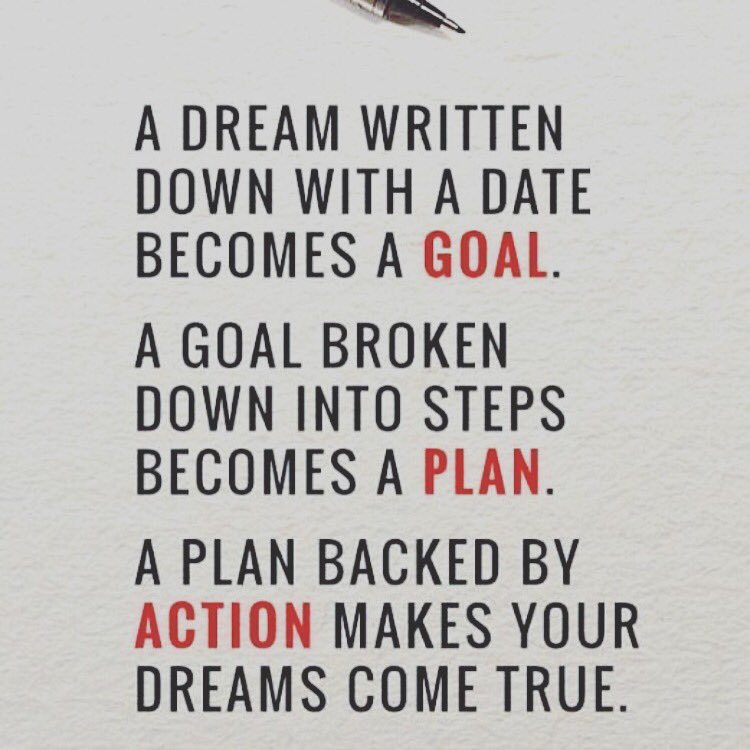 A DREAM WRITTEN
DOWN WITH A DATE
BECOMES A GOAL.
A GOAL BROKEN
DOWN INTO STEPS
BECOMES A PLAN.
A PLAN BACKED BY
ACTION MAKES YOUR
DREAMS COME TRUE.